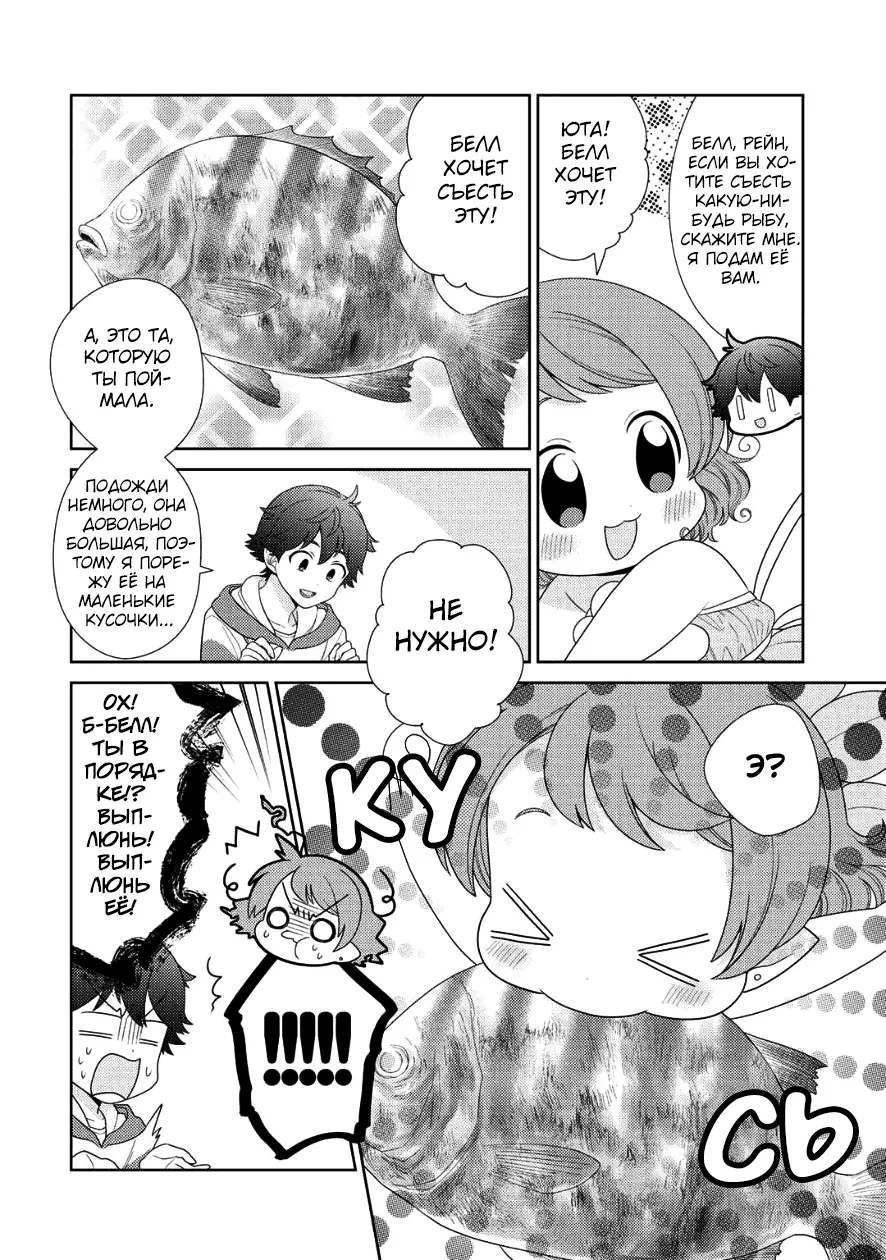 БЕЛЛ, РЕЙН,
ЕСЛИ ВЫ ХО-
ТИТЕ СЪЕСТЬ
КАКУЮ-НИ-
БУДЬ РЫБУ,
СКАЖИТЕ МНЕ.
Я ПОДАМ ЕЁ
ВАМ.
ЮТА!
БЕЛЛ
ХОЧЕТ
ЭТУ!
БЕЛЛ
ХОЧЕТ
СЪЕСТЬ
ЭТУ!
А, ЭТО ТА,
КОТОРУЮ
ТЫ ПОЙ-
МАЛА.
ПОДОЖДИ
НЕМНОГО, ОНА
ДОВОЛЬНО
БОЛЬШАЯ, ПОЭ-
ТОМУ Я ПОРЕ-
ЖУ ЕЁ НА
МАЛЕНЬКИЕ
КУСОЧКИ...
НЕ
НУЖНО!
Э?
КУ
СЬ
!!!!!
ОХ!
Б-БЕЛЛ!
ТЫ В
ПОРЯД-
КЕ!?
ВЫП-
ЛЮНЬ!
ВЫП-
ЛЮНЬ
ЕЁ!